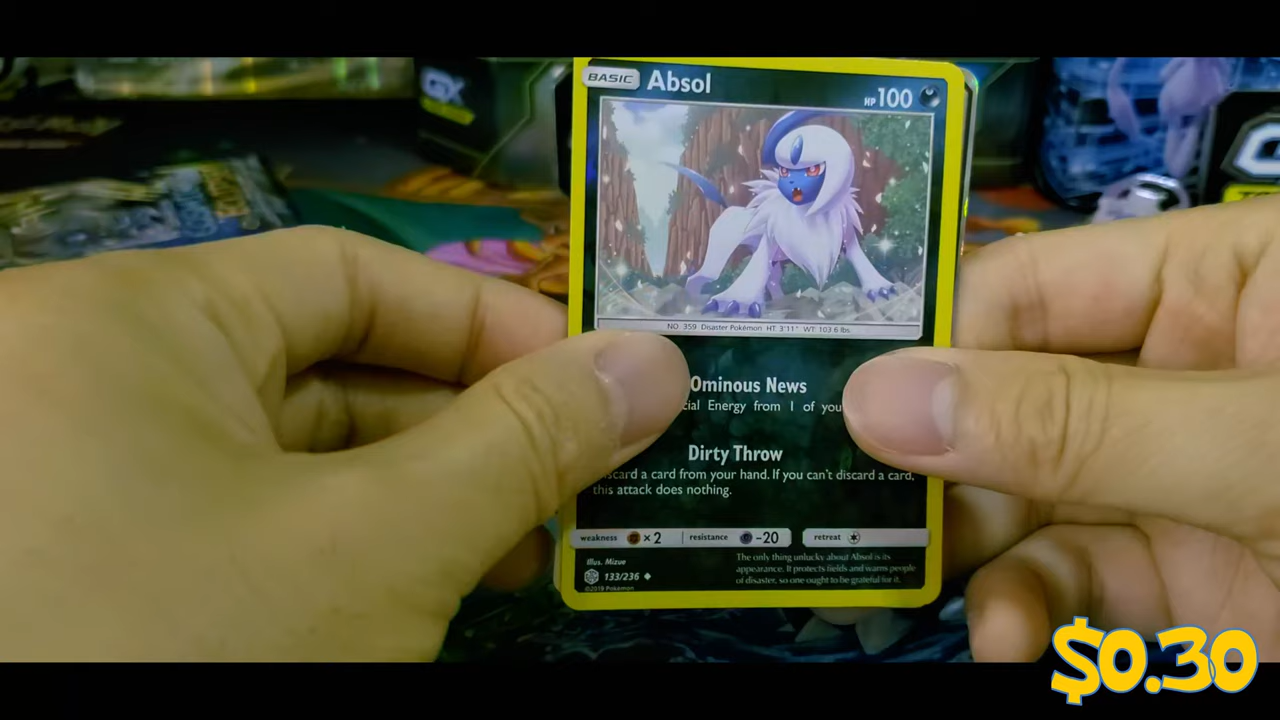 GX
BASIC Absol HP 100
NO. 359 Disaster Pokémon HT: 3'11" WT: 103.6 lbs.
Ominous News
Energy from 1 of
Dirty Throw
a card from your hand. If you can't discard a card,
this attack does nothing.
weakness ×2 resistance -20 retreat
Illus. Mizue
133/236
©2019 Pokémon
The only thing unlucky about Absol is its
appearance. It protects fields and warns people
of disaster, so one ought to be grateful for it.
$0.30